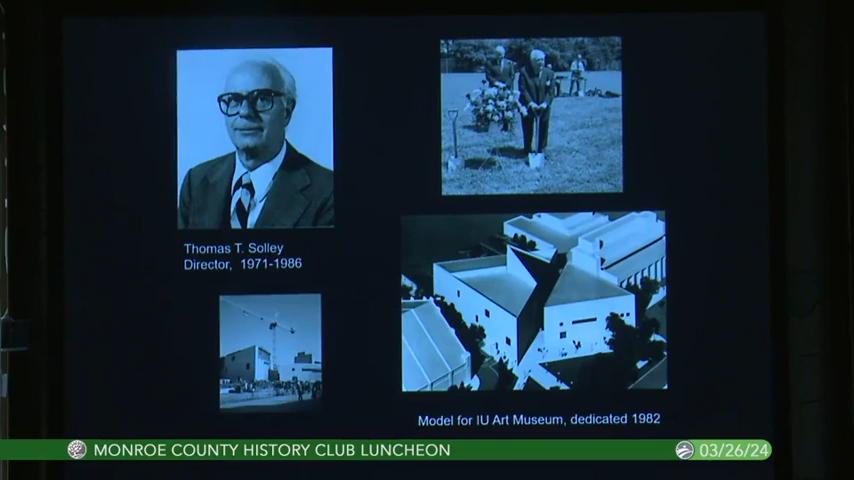 Thomas T. Solley
Director, 1971-1986
Model for IU Art Museum, dedicated 1982
MONROE COUNTY HISTORY CLUB LUNCHEON
03/26/24